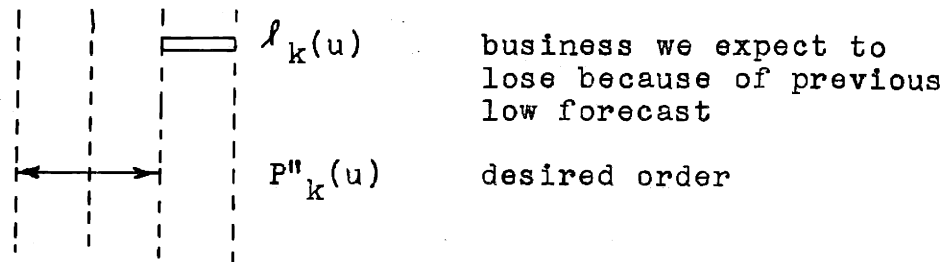 ℓ_k(u) business we expect to
lose because of previous
low forecast
P"_k(u) desired order